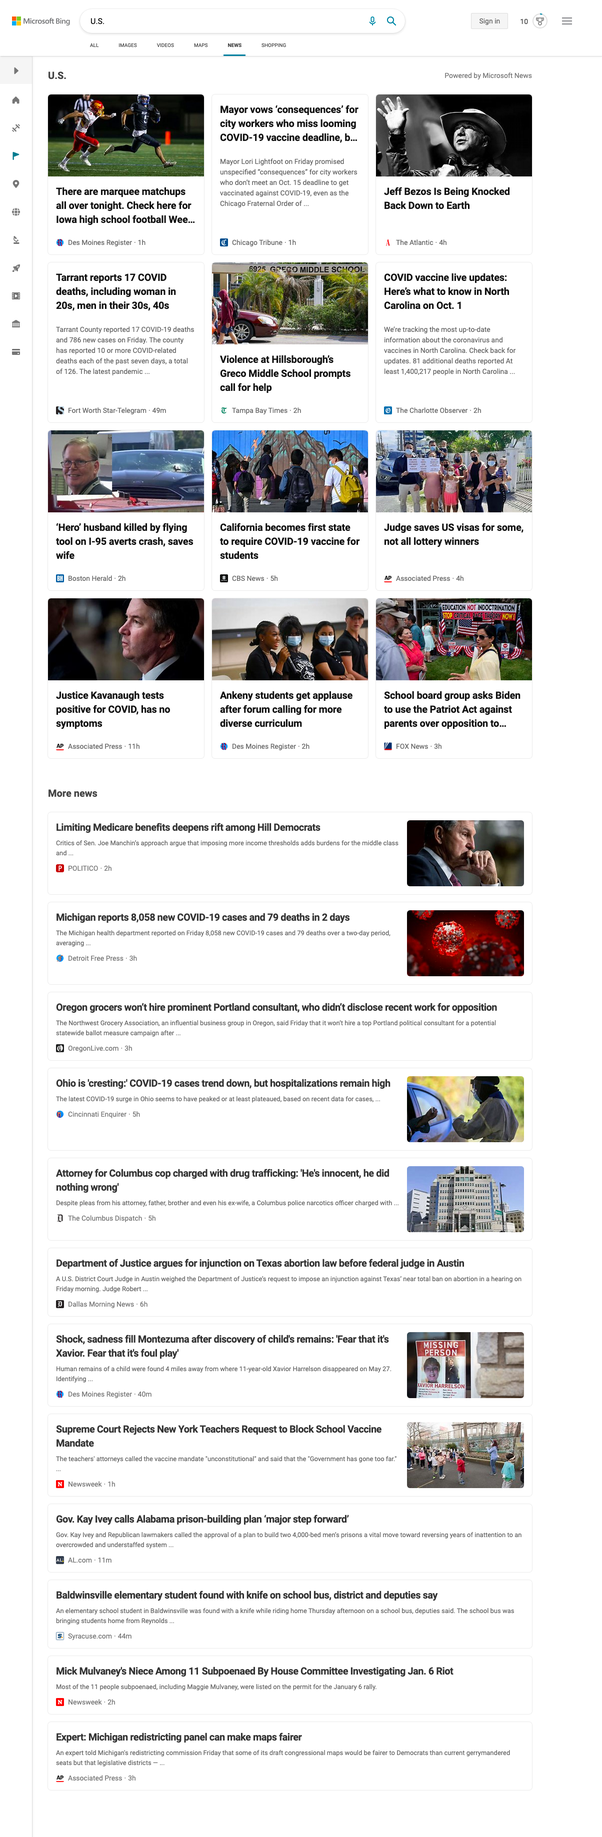 Microsoft Bing
U.S.
Sign in
10
ALL
IMAGES
VIDEOS
MAPS
NEWS
SHOPPING
U.S.
Powered by Microsoft News
There are marquee matchups
all over tonight. Check here for
Iowa high school football Wee...
Des Moines Register · 1h
Mayor vows ‘consequences’ for
city workers who miss looming
COVID-19 vaccine deadline, b...
Mayor Lori Lightfoot on Friday promised
unspecified “consequences” for city workers
who don’t meet an Oct. 15 deadline to get
vaccinated against COVID-19, even as the
Chicago Fraternal Order of ...
Chicago Tribune · 1h
Jeff Bezos Is Being Knocked
Back Down to Earth
The Atlantic · 4h
Tarrant reports 17 COVID
deaths, including woman in
20s, men in their 30s, 40s
Tarrant County reported 17 COVID-19 deaths
and 786 new cases on Friday. The county
has reported 10 or more COVID-related
deaths each of the past seven days, a total
of 126. The latest pandemic ...
Fort Worth Star-Telegram · 49m
5925 GRECO MIDDLE SCHOOL
Violence at Hillsborough’s
Greco Middle School prompts
call for help
Tampa Bay Times · 2h
COVID vaccine live updates:
Here’s what to know in North
Carolina on Oct. 1
We’re tracking the most up-to-date
information about the coronavirus and
vaccines in North Carolina. Check back for
updates. 81 additional deaths reported At
least 1,400,217 people in North Carolina ...
The Charlotte Observer · 2h
‘Hero’ husband killed by flying
tool on I-95 averts crash, saves
wife
Boston Herald · 2h
California becomes first state
to require COVID-19 vaccine for
students
CBS News · 5h
Judge saves US visas for some,
not all lottery winners
AP
Associated Press · 4h
Justice Kavanaugh tests
positive for COVID, has no
symptoms
AP
Associated Press · 11h
Ankeny students get applause
after forum calling for more
diverse curriculum
Des Moines Register · 2h
EDUCATION NOT INDOCTRINATION
School board group asks Biden
to use the Patriot Act against
parents over opposition to...
FOX News · 3h
More news
Limiting Medicare benefits deepens rift among Hill Democrats
Critics of Sen. Joe Manchin’s approach argue that imposing more income thresholds adds burdens for the middle class
and ...
POLITICO · 2h
Michigan reports 8,058 new COVID-19 cases and 79 deaths in 2 days
The Michigan health department reported on Friday 8,058 new COVID-19 cases and 79 deaths over a two-day period,
averaging ...
Detroit Free Press · 3h
Oregon grocers won’t hire prominent Portland consultant, who didn’t disclose recent work for opposition
The Northwest Grocery Association, an influential business group in Oregon, said Friday that it won’t hire a top Portland political consultant for a potential
statewide ballot measure campaign after ...
OregonLive.com · 3h
Ohio is 'cresting:' COVID-19 cases trend down, but hospitalizations remain high
The latest COVID-19 surge in Ohio seems to have peaked or at least plateaued, based on recent data for cases, ...
Cincinnati Enquirer · 5h
Attorney for Columbus cop charged with drug trafficking: 'He's innocent, he did
nothing wrong'
Despite pleas from his attorney, father, brother and even his ex-wife, a Columbus police narcotics officer charged with ...
The Columbus Dispatch · 5h
Department of Justice argues for injunction on Texas abortion law before federal judge in Austin
A U.S. District Court Judge in Austin weighed the Department of Justice’s request to impose an injunction against Texas’ near total ban on abortion in a hearing on
Friday morning. Judge Robert ...
Dallas Morning News · 6h
Shock, sadness fill Montezuma after discovery of child's remains: 'Fear that it's
Xavior. Fear that it's foul play'
Human remains of a child were found 4 miles away from where 11-year-old Xavior Harrelson disappeared on May 27.
Identifying ...
Des Moines Register · 40m
MISSING
PERSON
XAVIOR HARRELSON
Supreme Court Rejects New York Teachers Request to Block School Vaccine
Mandate
The teachers' attorneys called the vaccine mandate "unconstitutional" and said that the "Government has gone too far."
...
Newsweek · 1h
Gov. Kay Ivey calls Alabama prison-building plan ‘major step forward’
Gov. Kay Ivey and Republican lawmakers called the approval of a plan to build two 4,000-bed men’s prisons a vital move toward reversing years of inattention to an
overcrowded and understaffed system ...
AL.com · 11m
Baldwinsville elementary student found with knife on school bus, district and deputies say
An elementary school student in Baldwinsville was found with a knife while riding home Thursday afternoon on a school bus, deputies said. The school bus was
bringing students home from Reynolds ...
Syracuse.com · 44m
Mick Mulvaney's Niece Among 11 Subpoenaed By House Committee Investigating Jan. 6 Riot
Most of the 11 people subpoenaed, including Maggie Mulvaney, were listed on the permit for the January 6 rally.
Newsweek · 2h
Expert: Michigan redistricting panel can make maps fairer
An expert told Michigan's redistricting commission Friday that some of its draft congressional maps would be fairer to Democrats than current gerrymandered
seats but that legislative districts — ...
AP
Associated Press · 3h